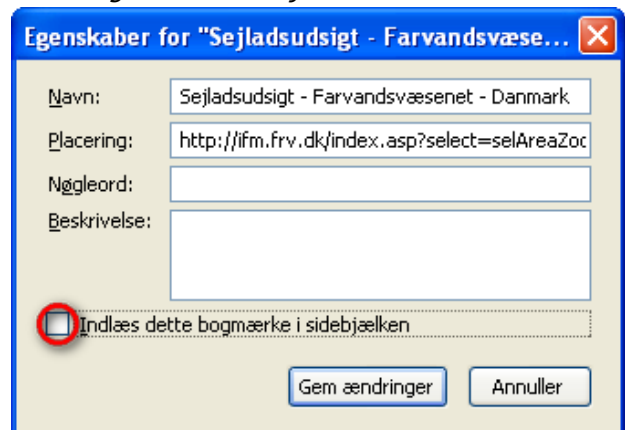 Egenskaber for "Sejladsudsigt - Farvandsvæse...
Navn: Sejladsudsigt - Farvandsvæsenet - Danmark
Placering: http://ifm.frv.dk/index.asp?select=selAreaZoo
Nøgleord:
Beskrivelse:
Indlæs dette bogmærke i sidebjælken
Gem ændringer Annuller